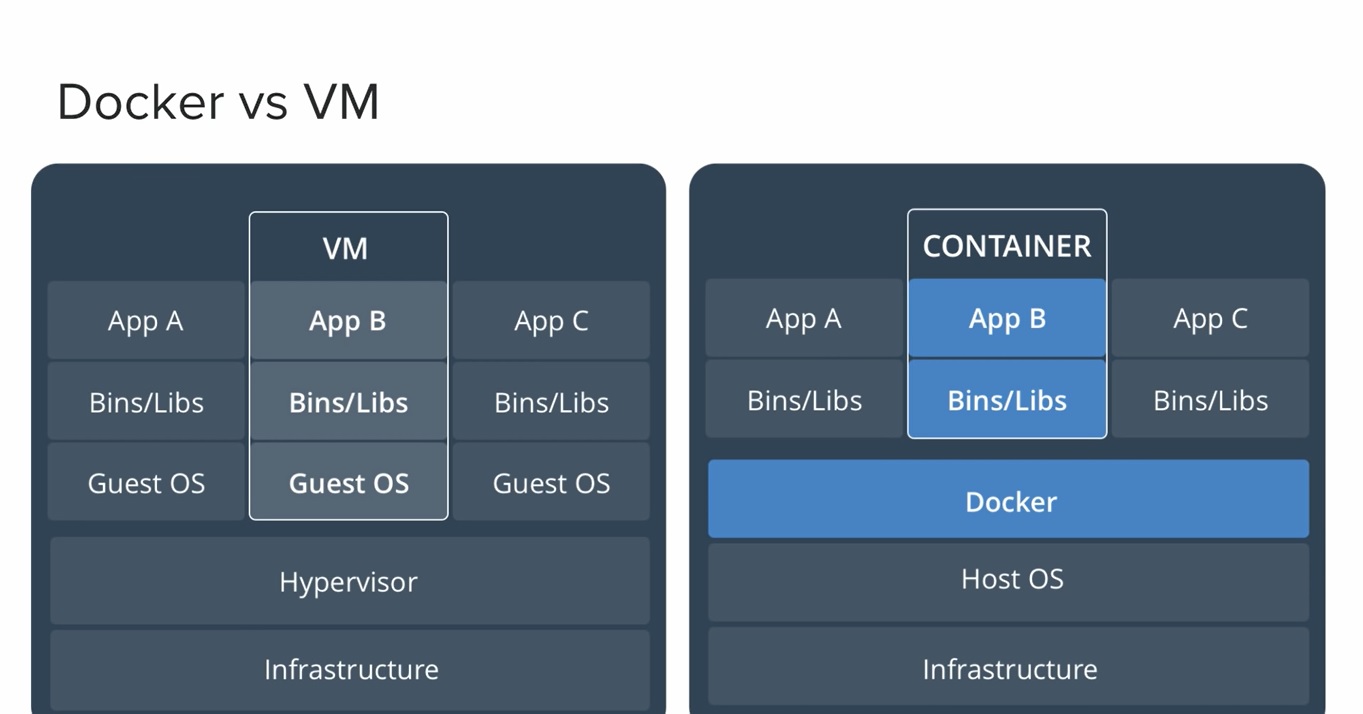 Docker vs VM
VM
App A
App B
App C
Bins/Libs
Bins/Libs
Bins/Libs
Guest OS
Guest OS
Guest OS
Hypervisor
Infrastructure
CONTAINER
App A
App B
App C
Bins/Libs
Bins/Libs
Bins/Libs
Docker
Host OS
Infrastructure